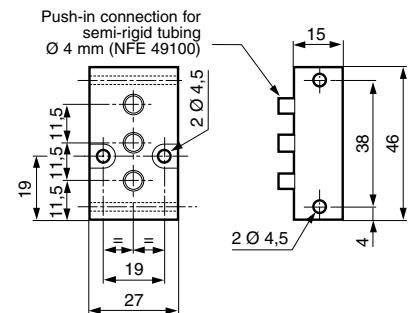 Push-in connection for
semi-rigid tubing
Ø 4 mm (NFE 49100)
15
2 Ø 4,5
11,5
11,5
11,5
19
38
46
4
= =
19
27
2 Ø 4,5